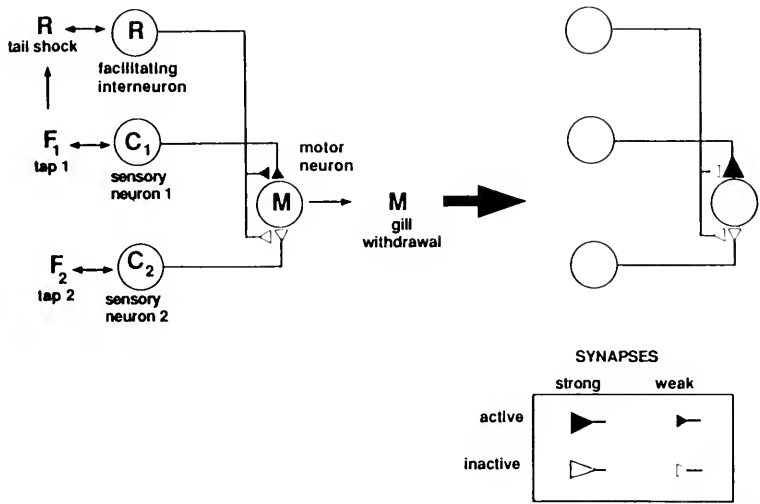 R
R
tail shock
facilitating
interneuron
F1
C1
tap 1
sensory
neuron 1
motor
neuron
M
M
gill
withdrawal
F2
C2
tap 2
sensory
neuron 2
SYNAPSES
strong weak
active
inactive